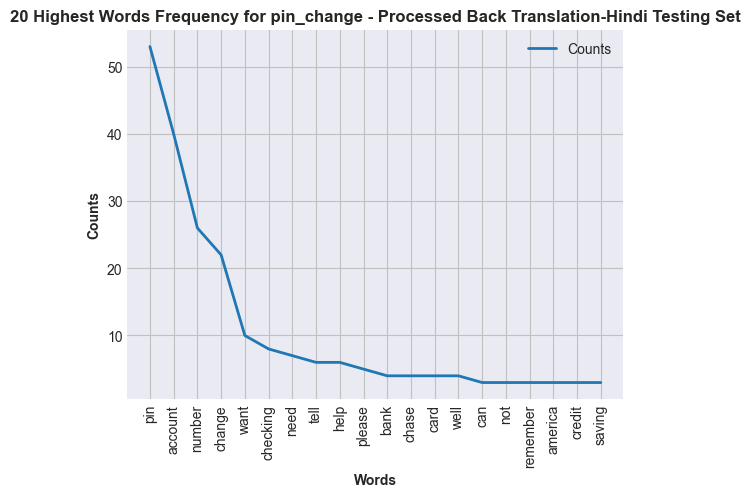 20 Highest Words Frequency for pin_change - Processed Back Translation-Hindi Testing Set
Counts
50
40
30
20
10
Counts
pin
account
number
change
want
checking
need
tell
help
please
bank
chase
card
well
can
not
remember
america
credit
saving
Words